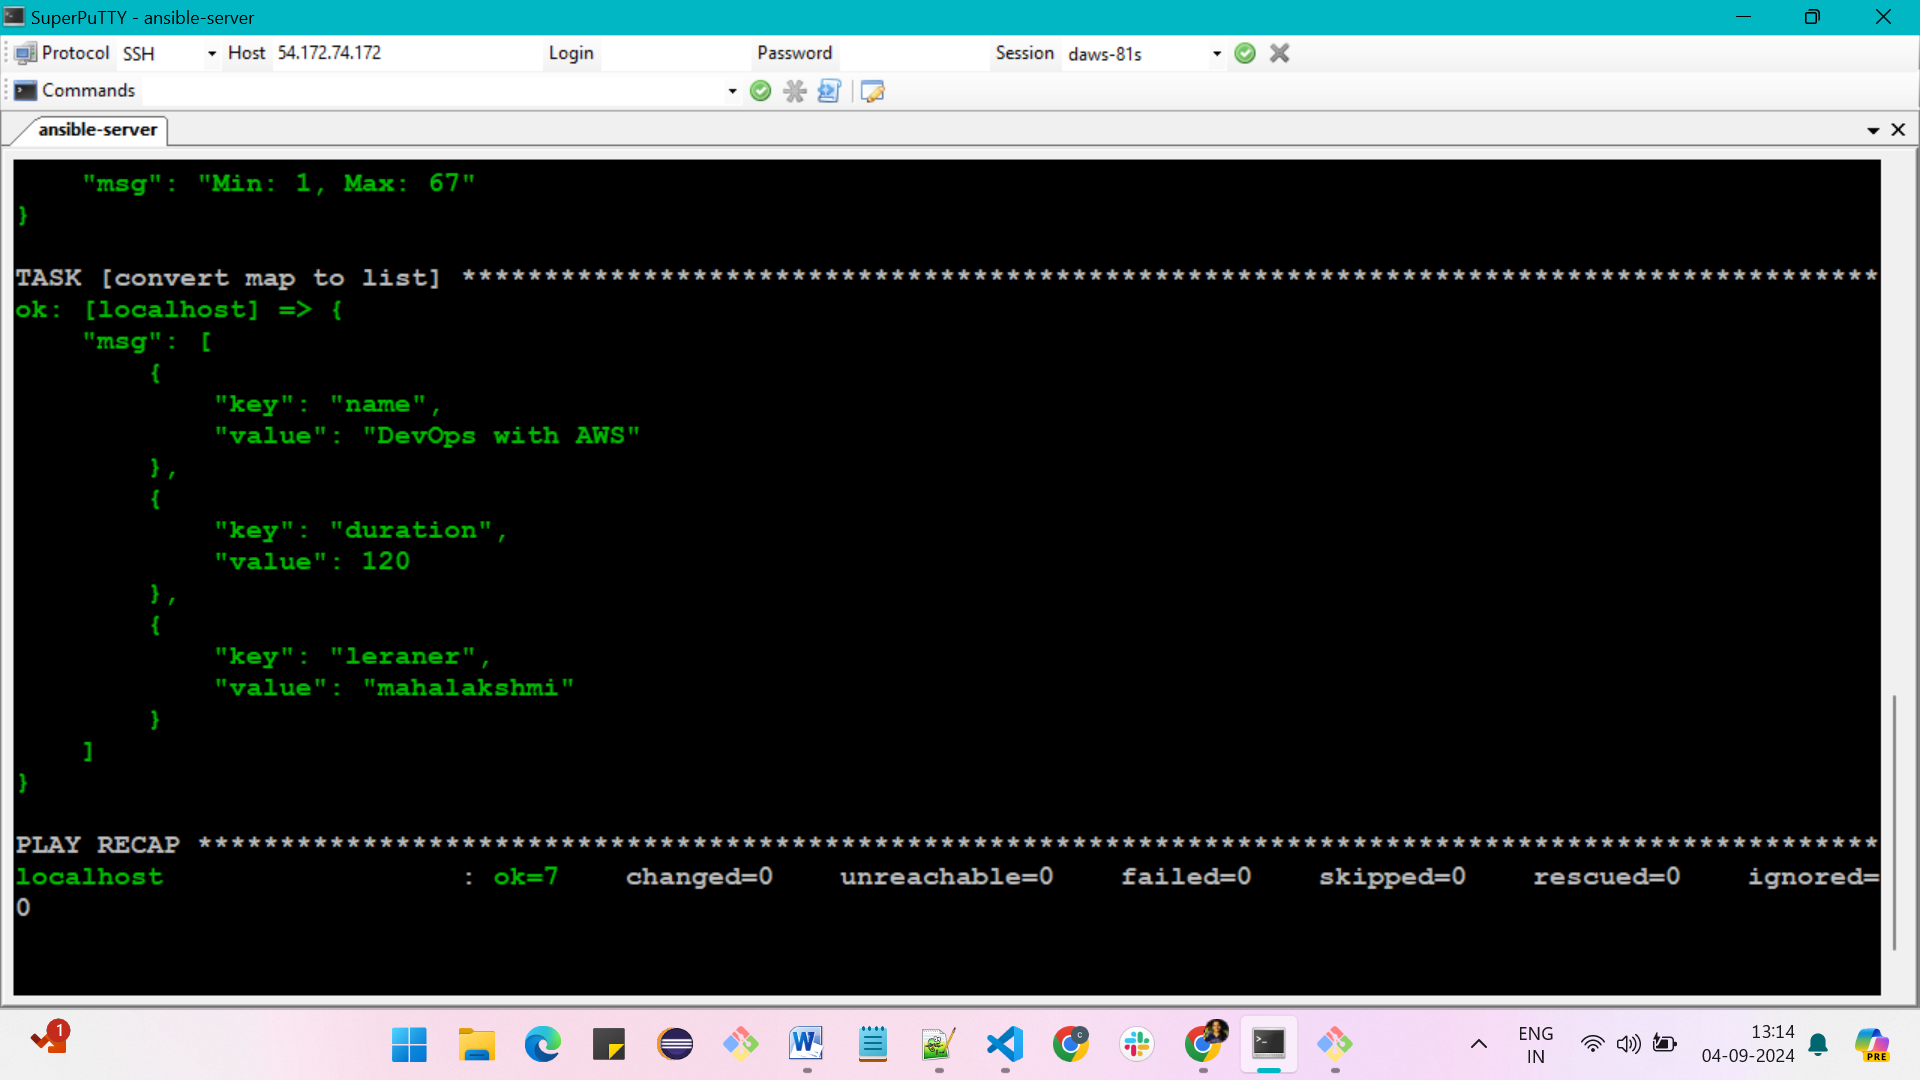 SuperPuTTY - ansible-server
Protocol SSH Host 54.172.74.172 Login Password Session daws-81s
Commands
ansible-server
"msg": "Min: 1, Max: 67"
}
TASK [convert map to list] **************************************************************************************
ok: [localhost] => {
"msg": [
{
"key": "name",
"value": "DevOps with AWS"
},
{
"key": "duration",
"value": 120
},
{
"key": "leraner",
"value": "mahalakshmi"
}
]
}
PLAY RECAP ******************************************************************************************************
localhost : ok=7 changed=0 unreachable=0 failed=0 skipped=0 rescued=0 ignored=
0
1
ENG
IN
13:14
04-09-2024
PRE